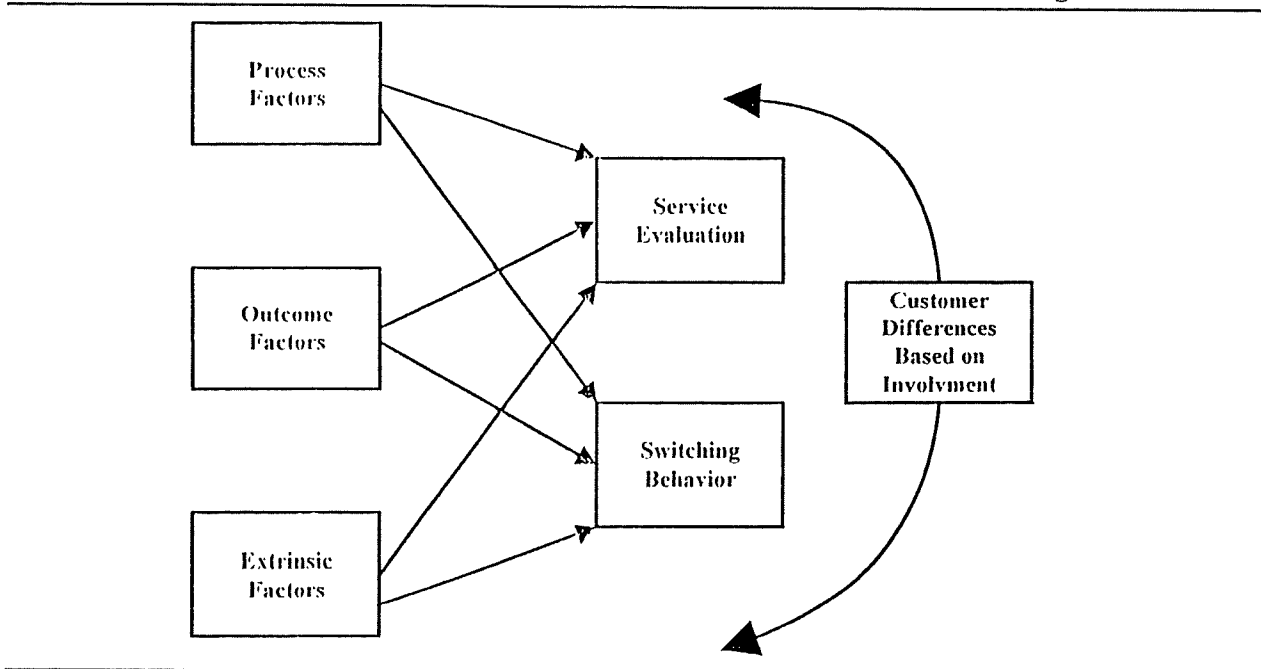 Process
Factors
Service
Evaluation
Outcome
Factors
Customer
Differences
Based on
Involvment
Switching
Behavior
Extrinsic
Factors